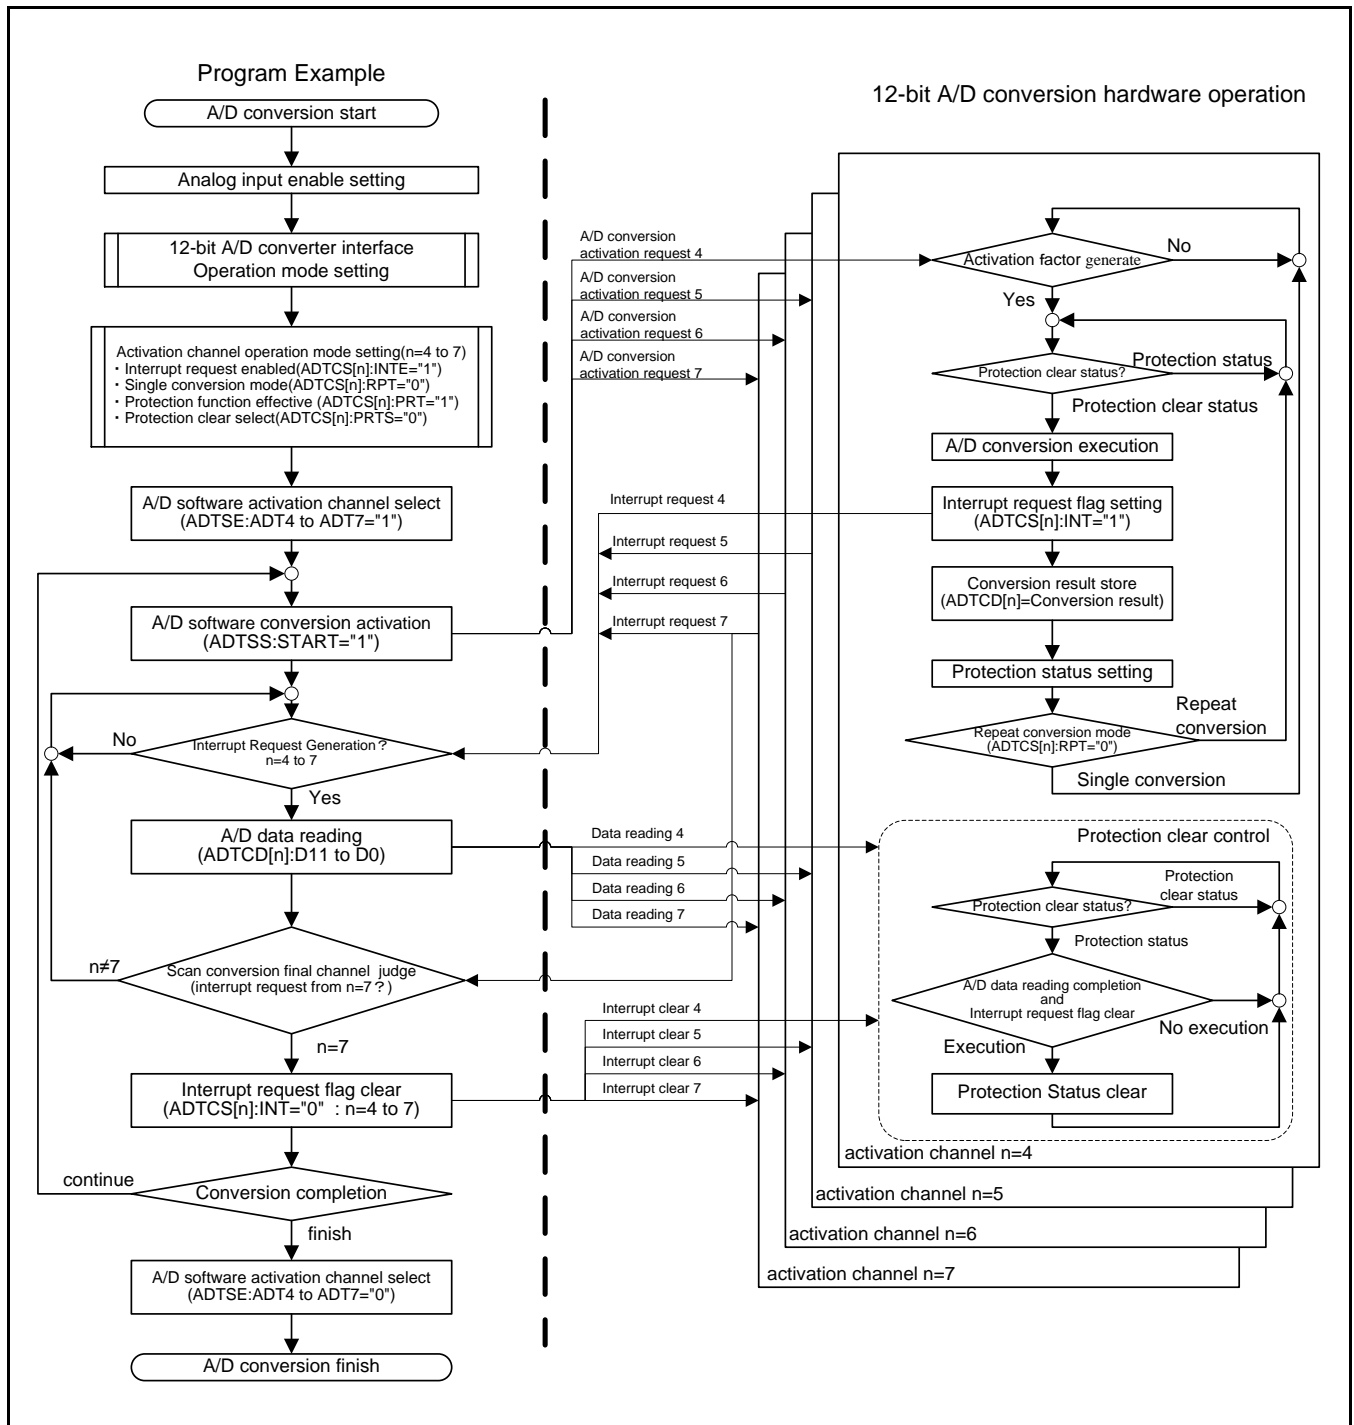 Program Example
12-bit A/D conversion hardware operation
A/D conversion start
Analog input enable setting
12-bit A/D converter interface
Operation mode setting
Activation channel operation mode setting(n=4 to 7)
・Interrupt request enabled(ADTCS[n]:INTE="1")
・Single conversion mode(ADTCS[n]:RPT="0")
・Protection function effective (ADTCS[n]:PRT="1")
・Protection clear select(ADTCS[n]:PRTS="0")
A/D software activation channel select
(ADTSE:ADT4 to ADT7="1")
A/D software conversion activation
(ADTSS:START="1")
No
Interrupt Request Generation？
n=4 to 7
Yes
A/D data reading
(ADTCD[n]:D11 to D0)
n≠7
Scan conversion final channel judge
(interrupt request from n=7？)
n=7
Interrupt request flag clear
(ADTCS[n]:INT="0" : n=4 to 7)
continue
Conversion completion
finish
A/D software activation channel select
(ADTSE:ADT4 to ADT7="0")
A/D conversion finish
A/D conversion
activation request 4
A/D conversion
activation request 5
A/D conversion
activation request 6
A/D conversion
activation request 7
Interrupt request 4
Interrupt request 5
Interrupt request 6
Interrupt request 7
Data reading 4
Data reading 5
Data reading 6
Data reading 7
Interrupt clear 4
Interrupt clear 5
Interrupt clear 6
Interrupt clear 7
Activation factor generate
No
Yes
Protection clear status?
Protection status
Protection clear status
A/D conversion execution
Interrupt request flag setting
(ADTCS[n]:INT="1")
Conversion result store
(ADTCD[n]=Conversion result)
Protection status setting
Repeat conversion mode
(ADTCS[n]:RPT="0")
Repeat
conversion
Single conversion
Protection clear control
Protection clear status?
Protection
clear status
Protection status
A/D data reading completion
and
Interrupt request flag clear
No execution
Execution
Protection Status clear
activation channel n=4
activation channel n=5
activation channel n=6
activation channel n=7